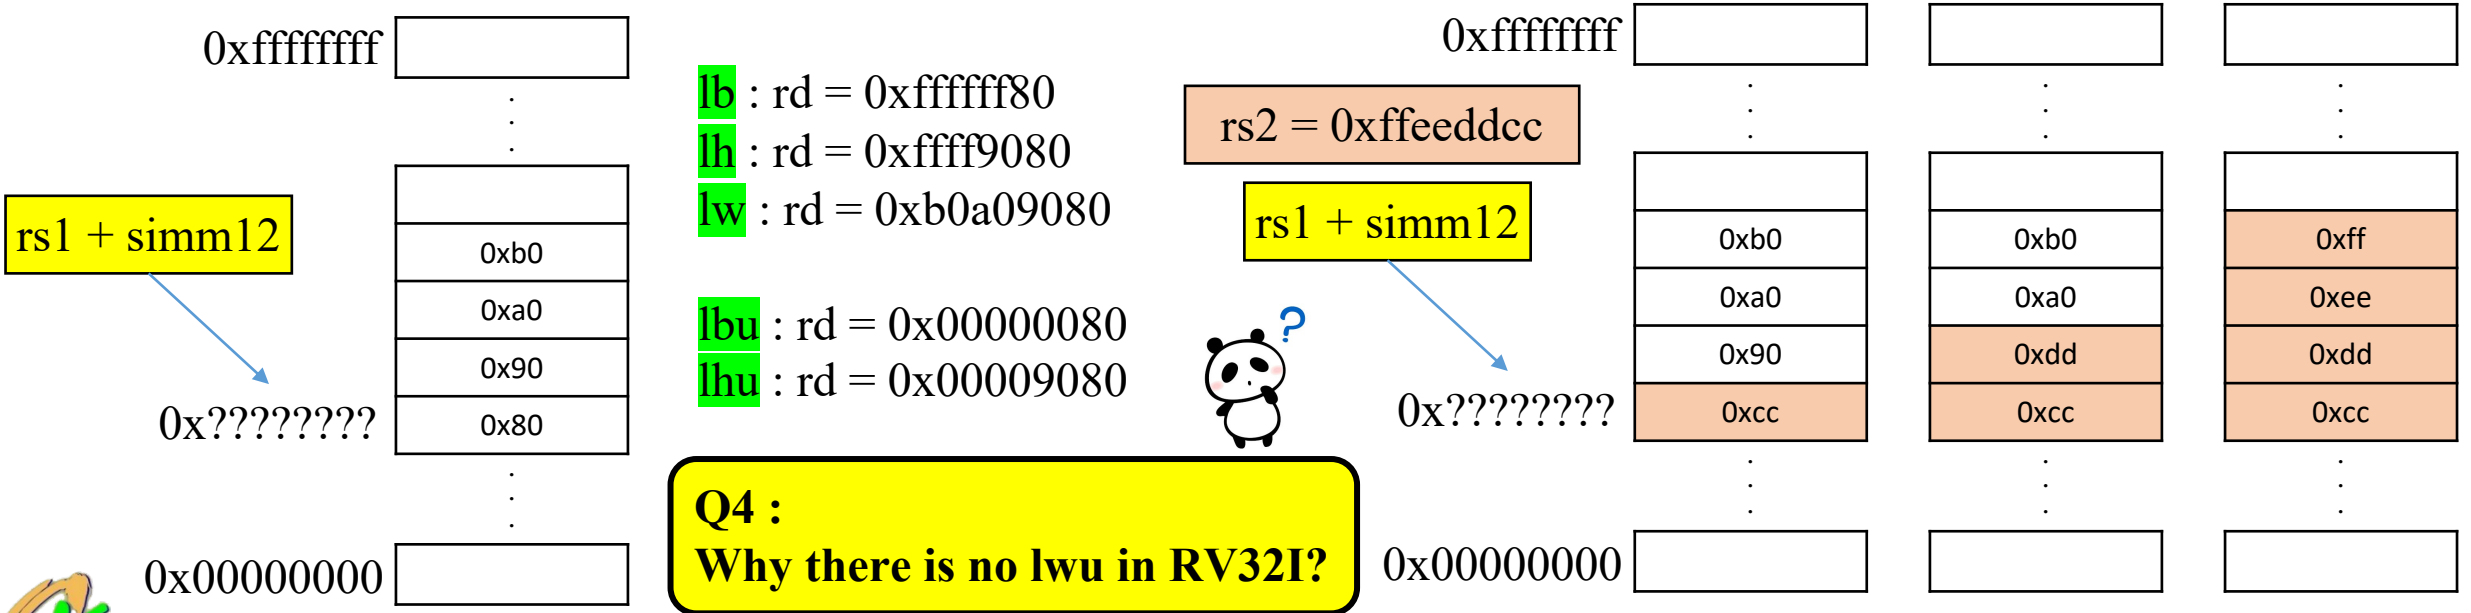 0xffffffff
lb : rd = 0xffffff80
lh : rd = 0xffff9080
lw : rd = 0xb0a09080
lbu : rd = 0x00000080
lhu : rd = 0x00009080
rs1 + simm12
0xb0
0xa0
0x90
0x????????
0x80
0x00000000
Q4 :
Why there is no lwu in RV32I?
?
0xffffffff
rs2 = 0xffeeddcc
rs1 + simm12
0xb0 0xb0 0xff
0xa0 0xa0 0xee
0x90 0xdd 0xdd
0x???????? 0xcc 0xcc 0xcc
0x00000000